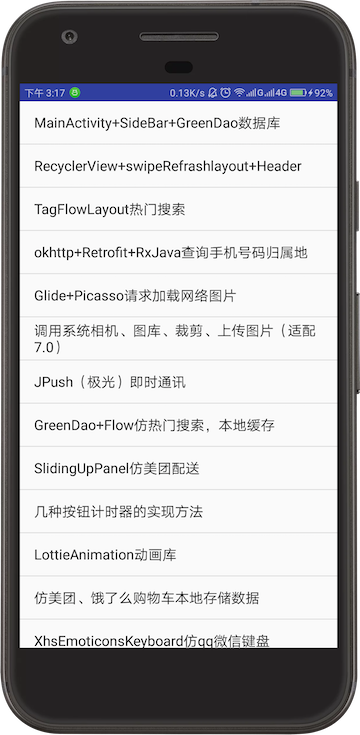 下午 3:17 0.13K/s G 4G 92%
MainActivity+SideBar+GreenDao数据库
RecyclerView+swipeRefrashlayout+Header
TagFlowLayout热门搜索
okhttp+Retrofit+RxJava查询手机号码归属地
Glide+Picasso请求加载网络图片
调用系统相机、图库、裁剪、上传图片（适配
7.0）
JPush（极光）即时通讯
GreenDao+Flow仿热门搜索，本地缓存
SlidingUpPanel仿美团配送
几种按钮计时器的实现方法
LottieAnimation动画库
仿美团、饿了么购物车本地存储数据
XhsEmoticonsKeyboard仿qq微信键盘